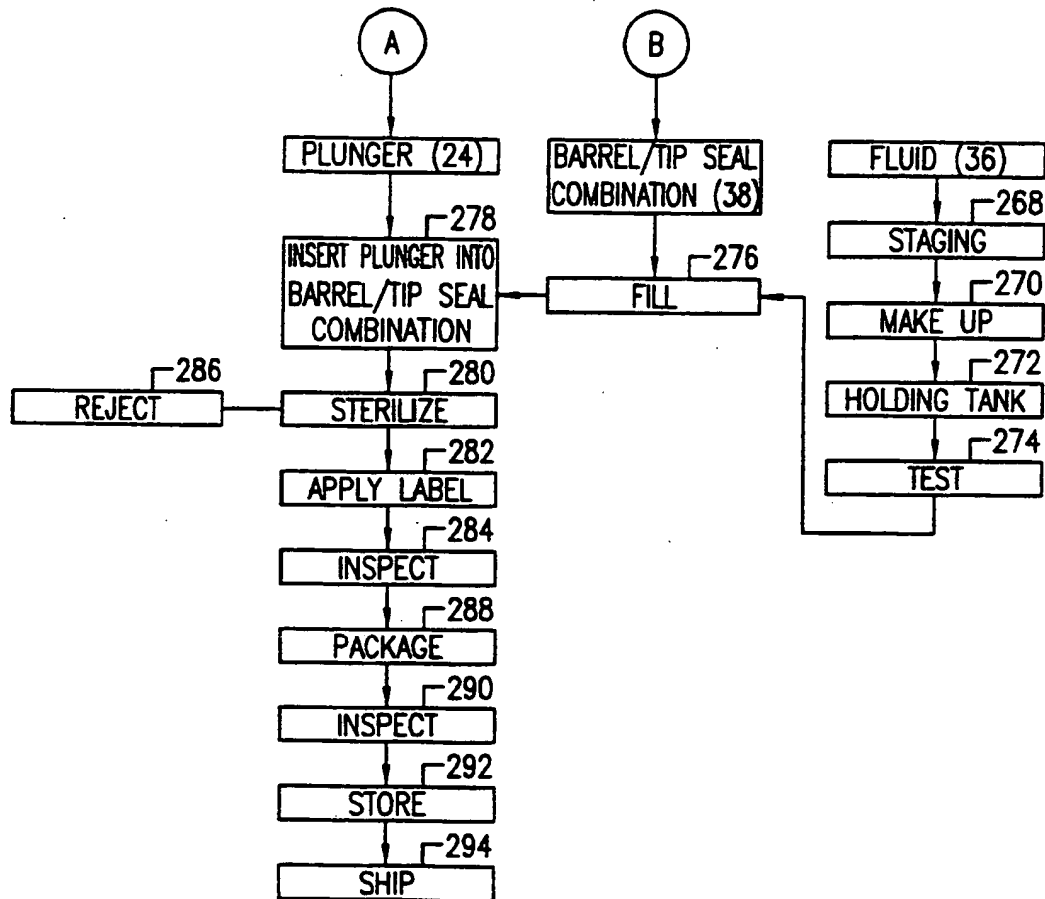 A
B
PLUNGER (24)
BARREL/TIP SEAL
COMBINATION (38)
FLUID (36)
268
STAGING
278
INSERT PLUNGER INTO
BARREL/TIP SEAL
COMBINATION
276
FILL
270
MAKE UP
272
HOLDING TANK
274
TEST
286
REJECT
280
STERILIZE
282
APPLY LABEL
284
INSPECT
288
PACKAGE
290
INSPECT
292
STORE
294
SHIP